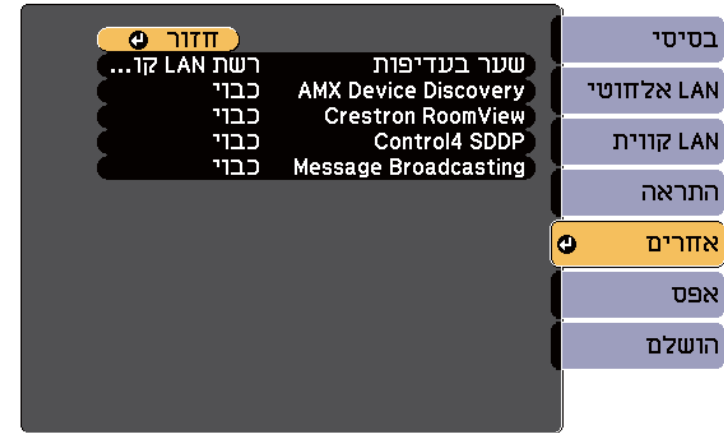 חזור
שער בעדיפות רשת LAN קו...
AMX Device Discovery כבוי
Crestron RoomView כבוי
Control4 SDDP כבוי
Message Broadcasting כבוי
בסיסי
LAN אלחוטי
LAN קווית
התראה
אחרים
אפס
הושלם